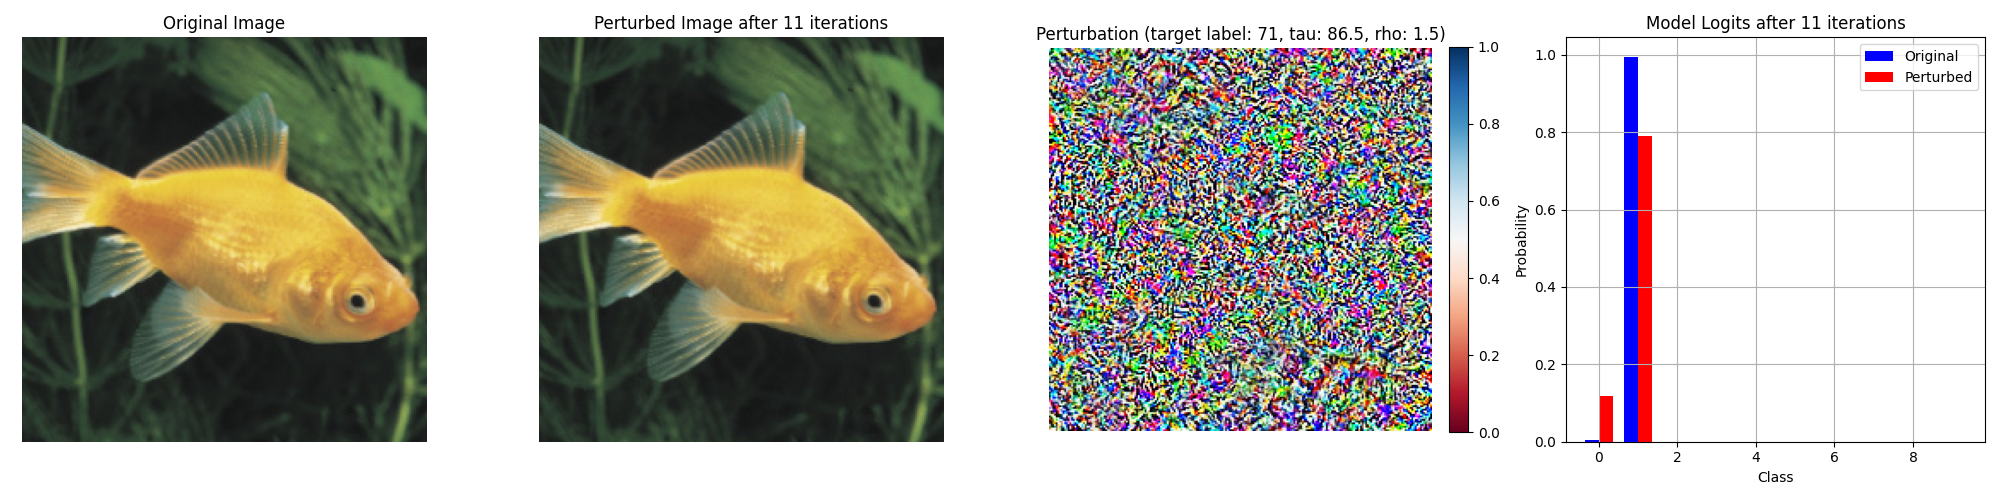 Original Image
Perturbed Image after 11 iterations
Perturbation (target label: 71, tau: 86.5, rho: 1.5)
1.0
0.8
0.6
0.4
0.2
0.0
Model Logits after 11 iterations
Original
Perturbed
Probability
1.0
0.8
0.6
0.4
0.2
0.0
0 2 4 6 8
Class